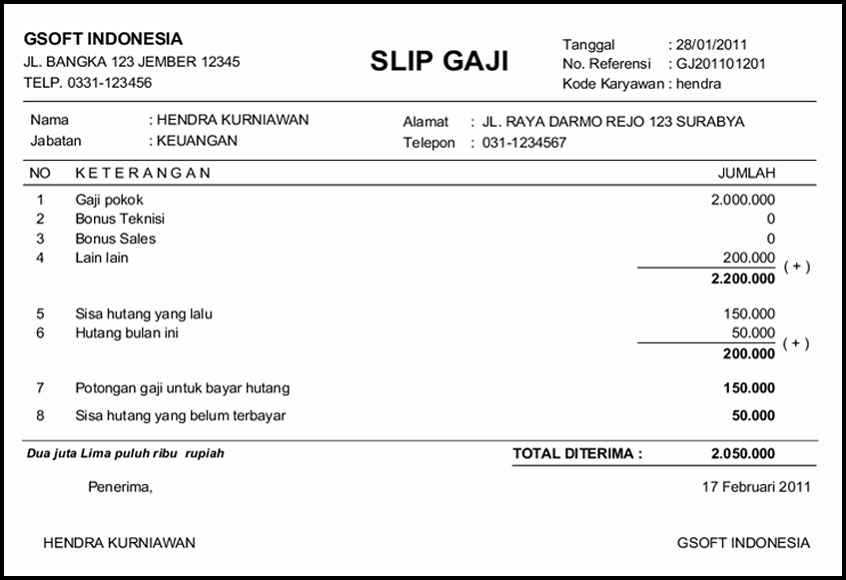 GSOFT INDONESIA
JL. BANGKA 123 JEMBER 12345
TELP. 0331-123456
SLIP GAJI
Tanggal : 28/01/2011
No. Referensi : GJ201101201
Kode Karyawan : hendra
Nama : HENDRA KURNIAWAN
Jabatan : KEUANGAN
Alamat : JL. RAYA DARMO REJO 123 SURABYA
Telepon : 031-1234567
NO KETERANGAN JUMLAH
1 Gaji pokok 2.000.000
2 Bonus Teknisi 0
3 Bonus Sales 0
4 Lain lain 200.000
( + )
2.200.000
5 Sisa hutang yang lalu 150.000
6 Hutang bulan ini 50.000
( + )
200.000
7 Potongan gaji untuk bayar hutang 150.000
8 Sisa hutang yang belum terbayar 50.000
Dua juta Lima puluh ribu rupiah TOTAL DITERIMA : 2.050.000
Penerima, 17 Februari 2011
HENDRA KURNIAWAN GSOFT INDONESIA